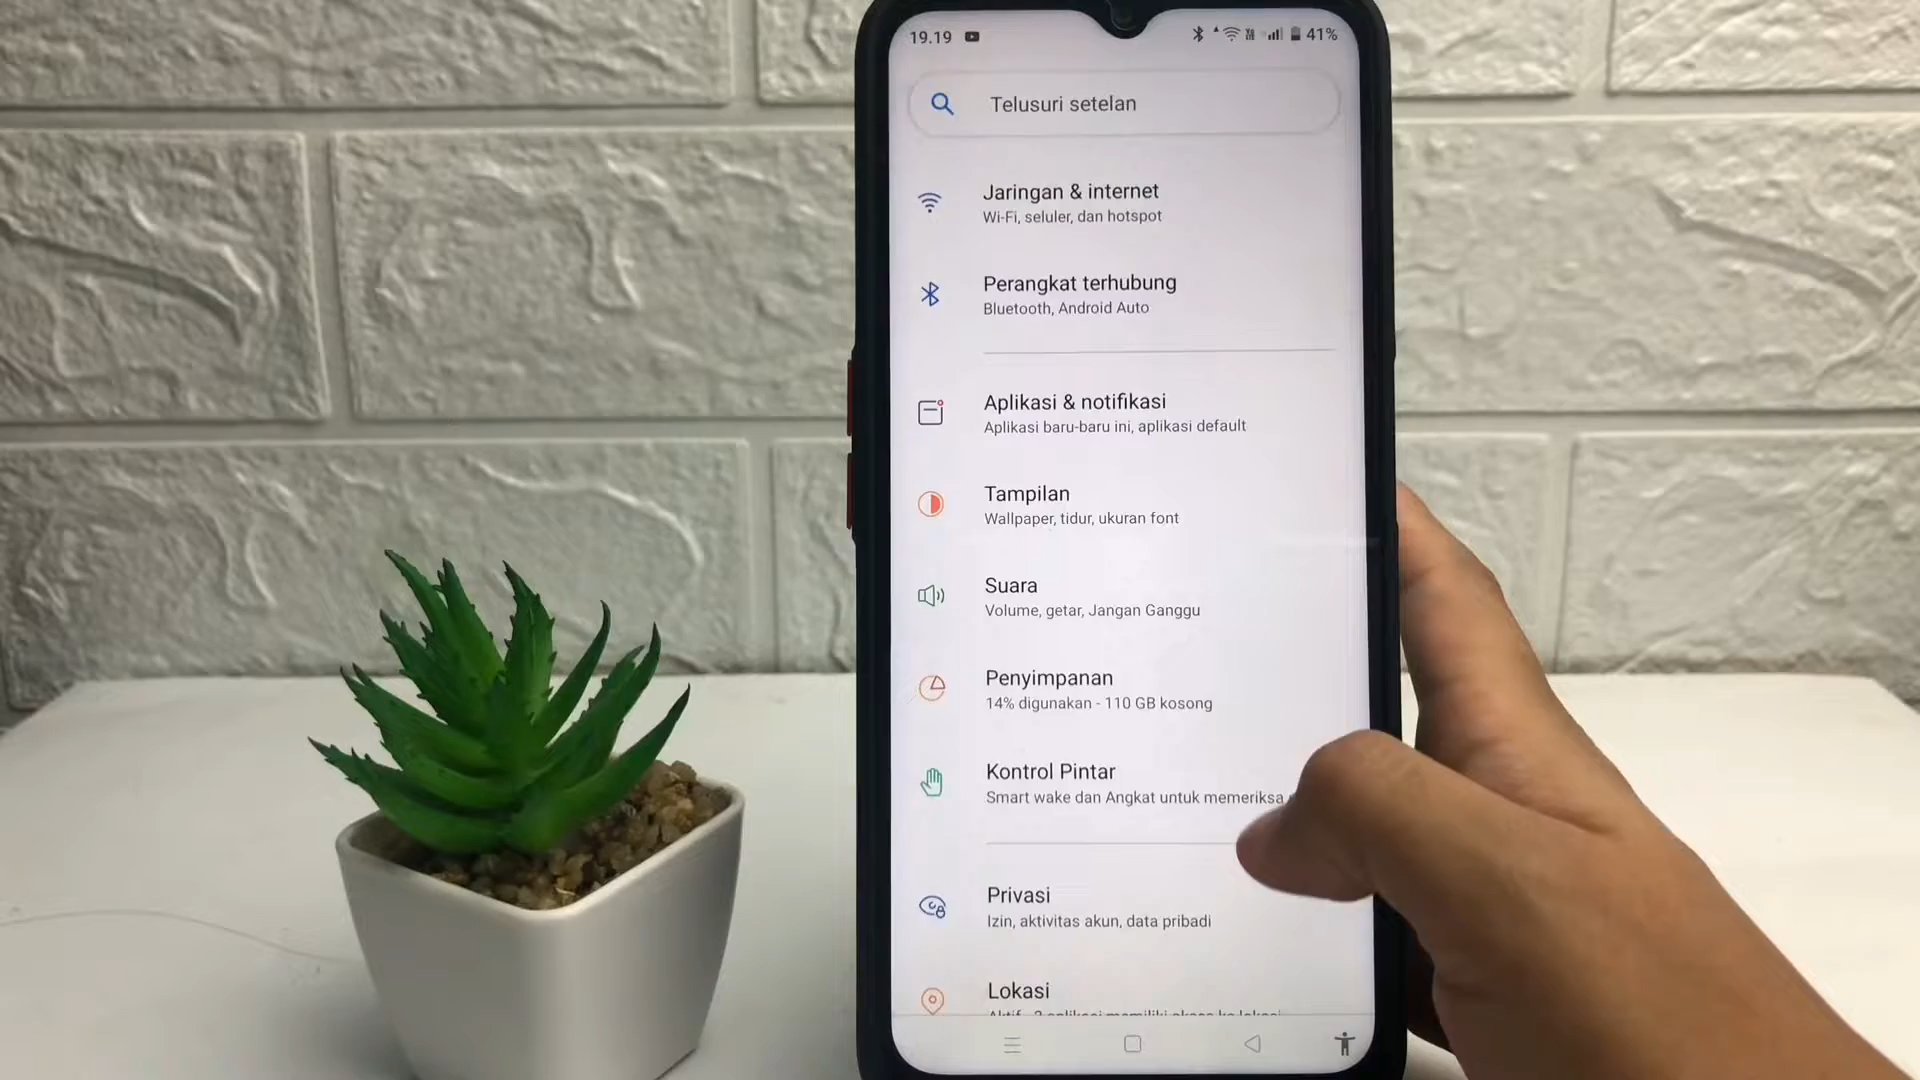 19.19
41%
Telusuri setelan
Jaringan & internet
Wi-Fi, seluler, dan hotspot
Perangkat terhubung
Bluetooth, Android Auto
Aplikasi & notifikasi
Aplikasi baru-baru ini, aplikasi default
Tampilan
Wallpaper, tidur, ukuran font
Suara
Volume, getar, Jangan Ganggu
Penyimpanan
14% digunakan - 110 GB kosong
Kontrol Pintar
Smart wake dan Angkat untuk memeriksa
Privasi
Izin, aktivitas akun, data pribadi
Lokasi